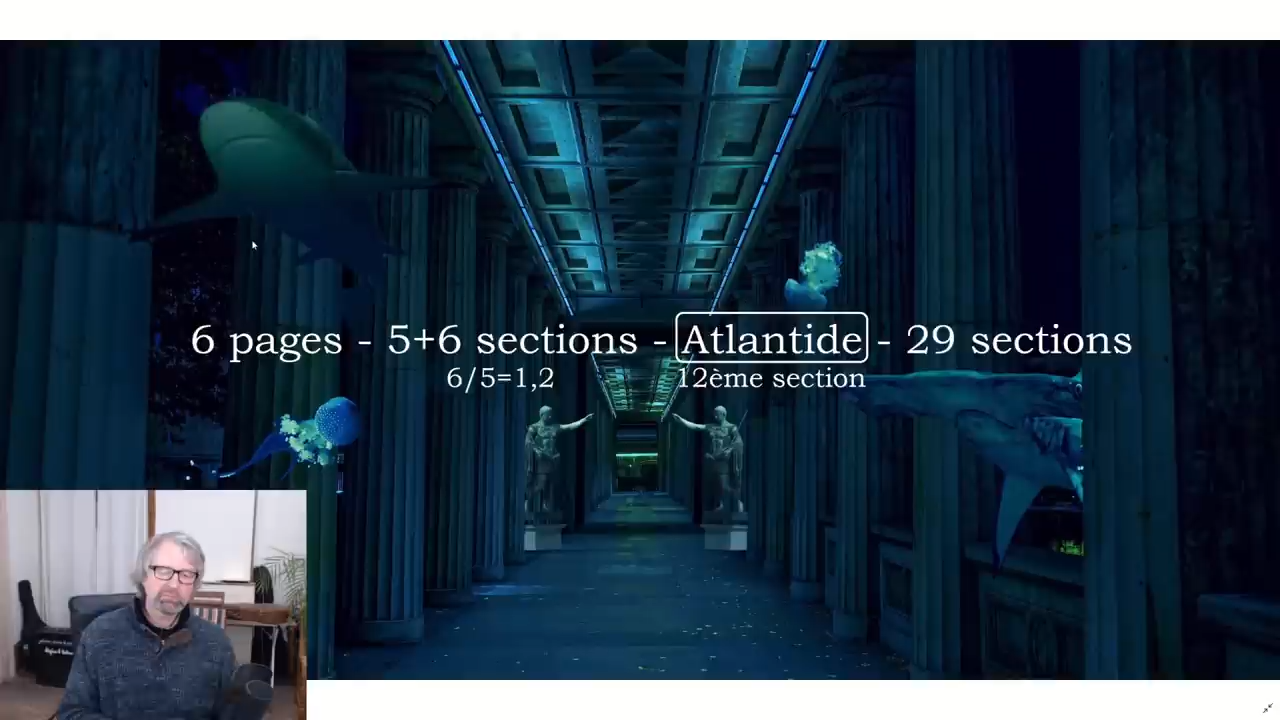 6 pages - 5+6 sections - Atlantide - 29 sections
6/5=1,2
12ème section